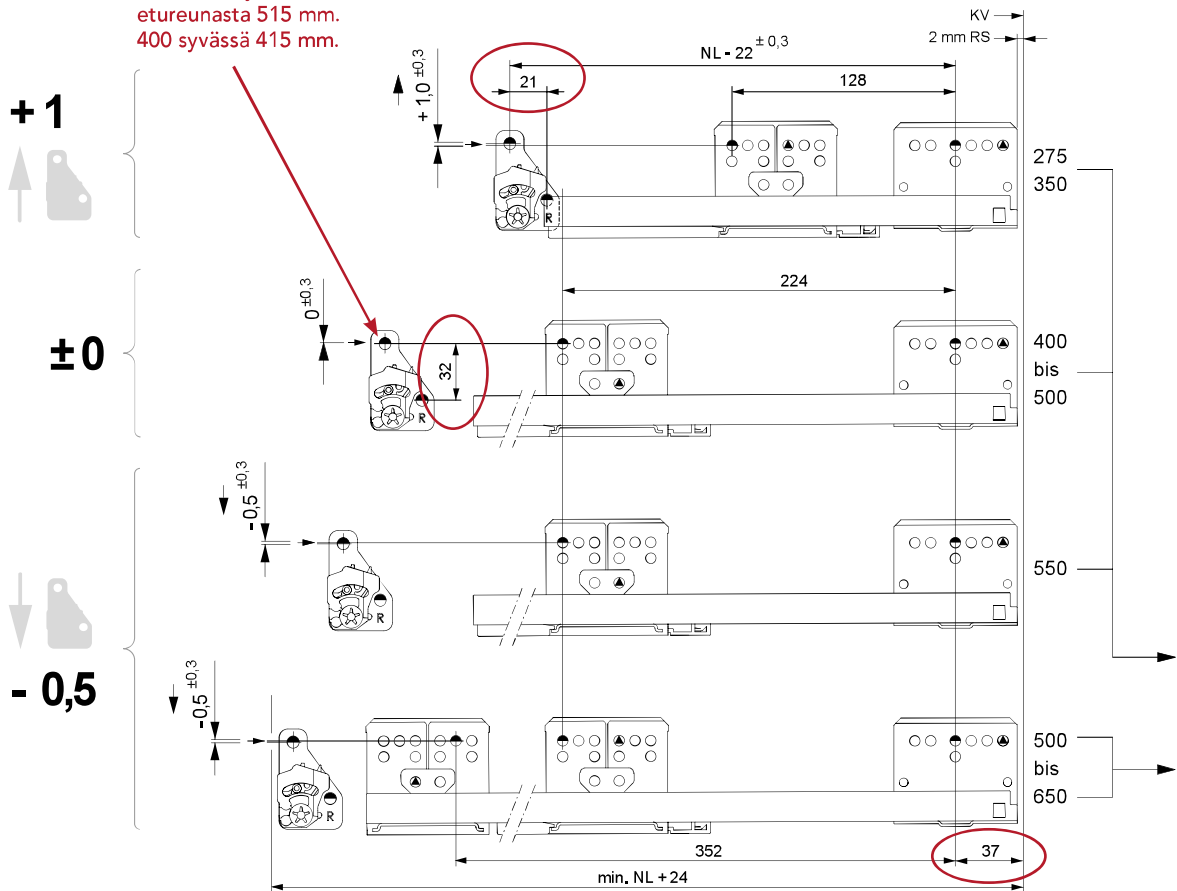 etureunasta 515 mm.
400 syvässä 415 mm.
KV
2 mm RS
NL - 22 ± 0,3
21
128
+ 1,0 ±0,3
+ 1
R
275
350
224
0 ±0,3
± 0
32
R
400
bis
500
-0,5 ±0,3
R
550
- 0,5
-0,5 ±0,3
R
500
bis
650
352
37
min. NL + 24